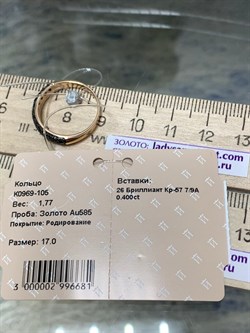 ЗОЛОТО:
Кольцо
К0969-105
Вес: 1,77
Проба: Золото Au585
Покрытие: Родирование
Размер: 17.0
Вставки:
26 Бриллиант Кр-57 7/9А
0.400ct
3 000002 996681